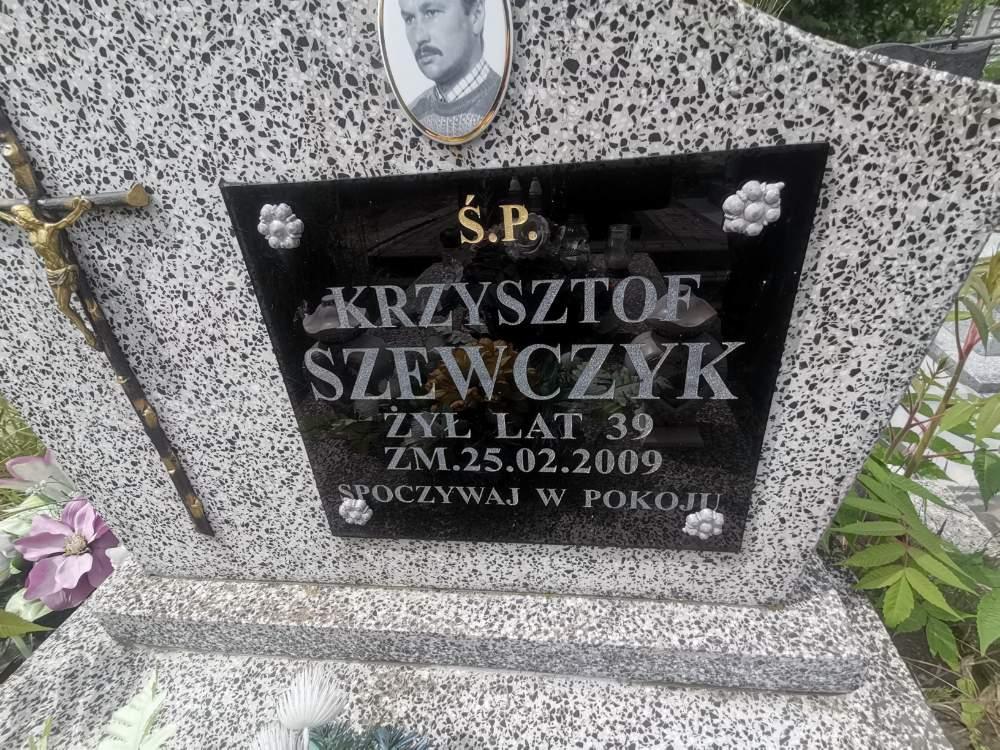 Ś.P.
KRZYSZTOF
SZEWCZYK
ŻYŁ LAT 39
ZM.25.02.2009
SPOCZYWAJ W POKOJU